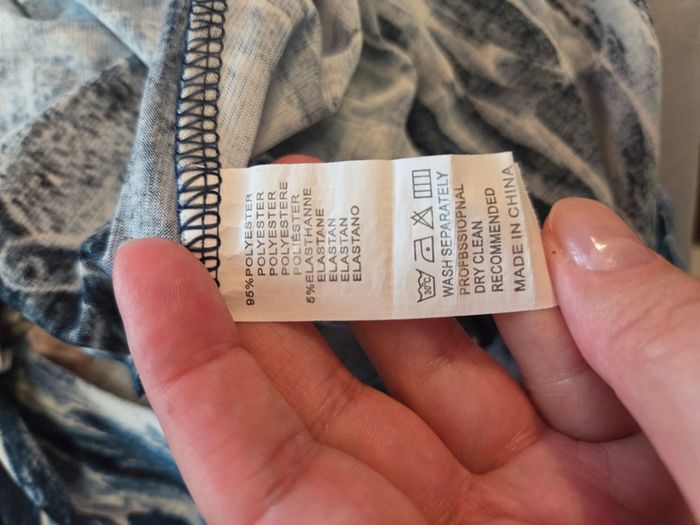 95%POLYESTER
POLYESTER
POLYESTER
POLYESTERE
POLIESTER
5%ELASTHANNE
ELASTANE
ELASTAN
ELASTAN
ELASTANO
30°C
WASH SEPARATELY
PROFBSSIOPNAL
DRY CLEAN
RECOMMENDED
MADE IN CHINA